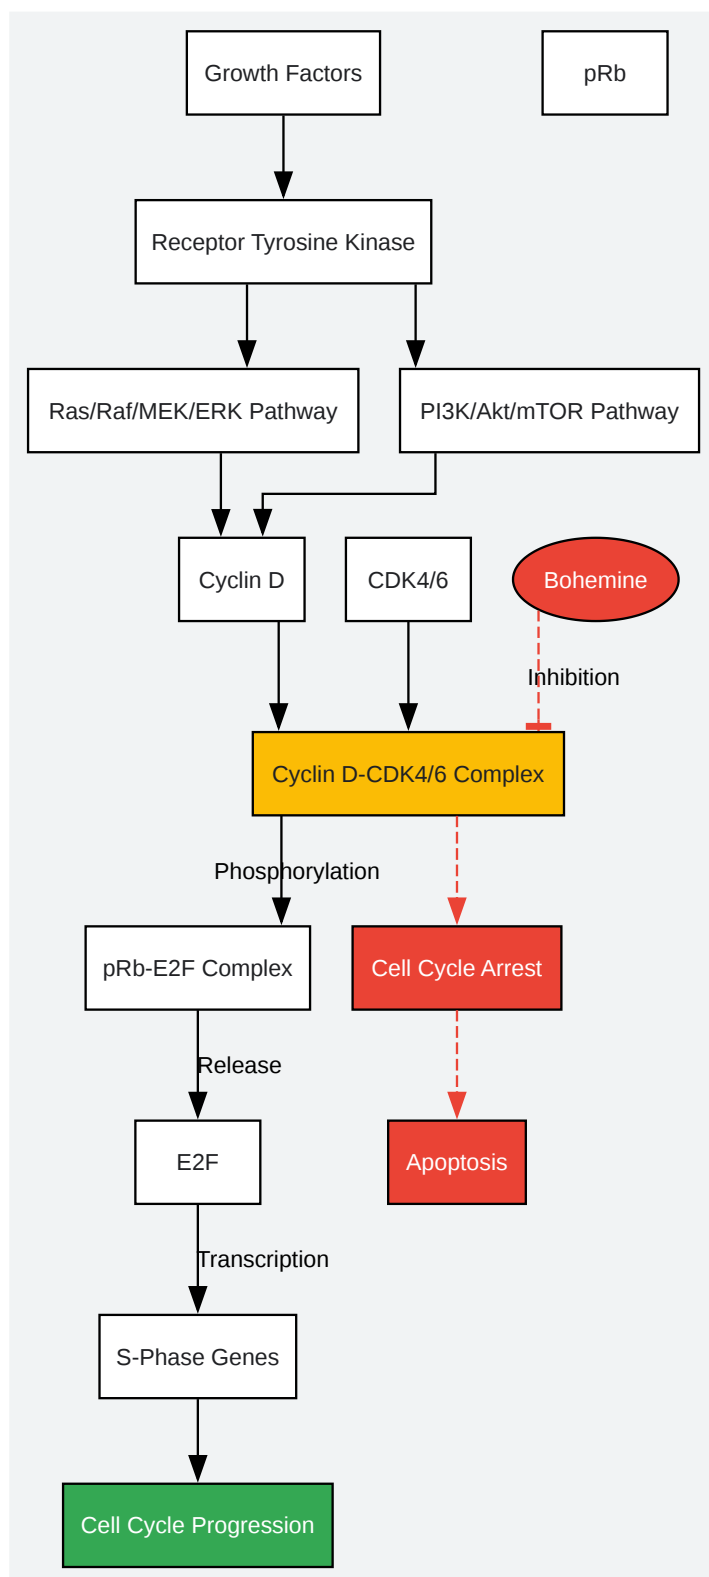 Growth Factors
pRb
Receptor Tyrosine Kinase
Ras/Raf/MEK/ERK Pathway
PI3K/Akt/mTOR Pathway
Cyclin D
CDK4/6
Bohemine
Inhibition
Cyclin D-CDK4/6 Complex
Phosphorylation
pRb-E2F Complex
Cell Cycle Arrest
Release
E2F
Apoptosis
Transcription
S-Phase Genes
Cell Cycle Progression